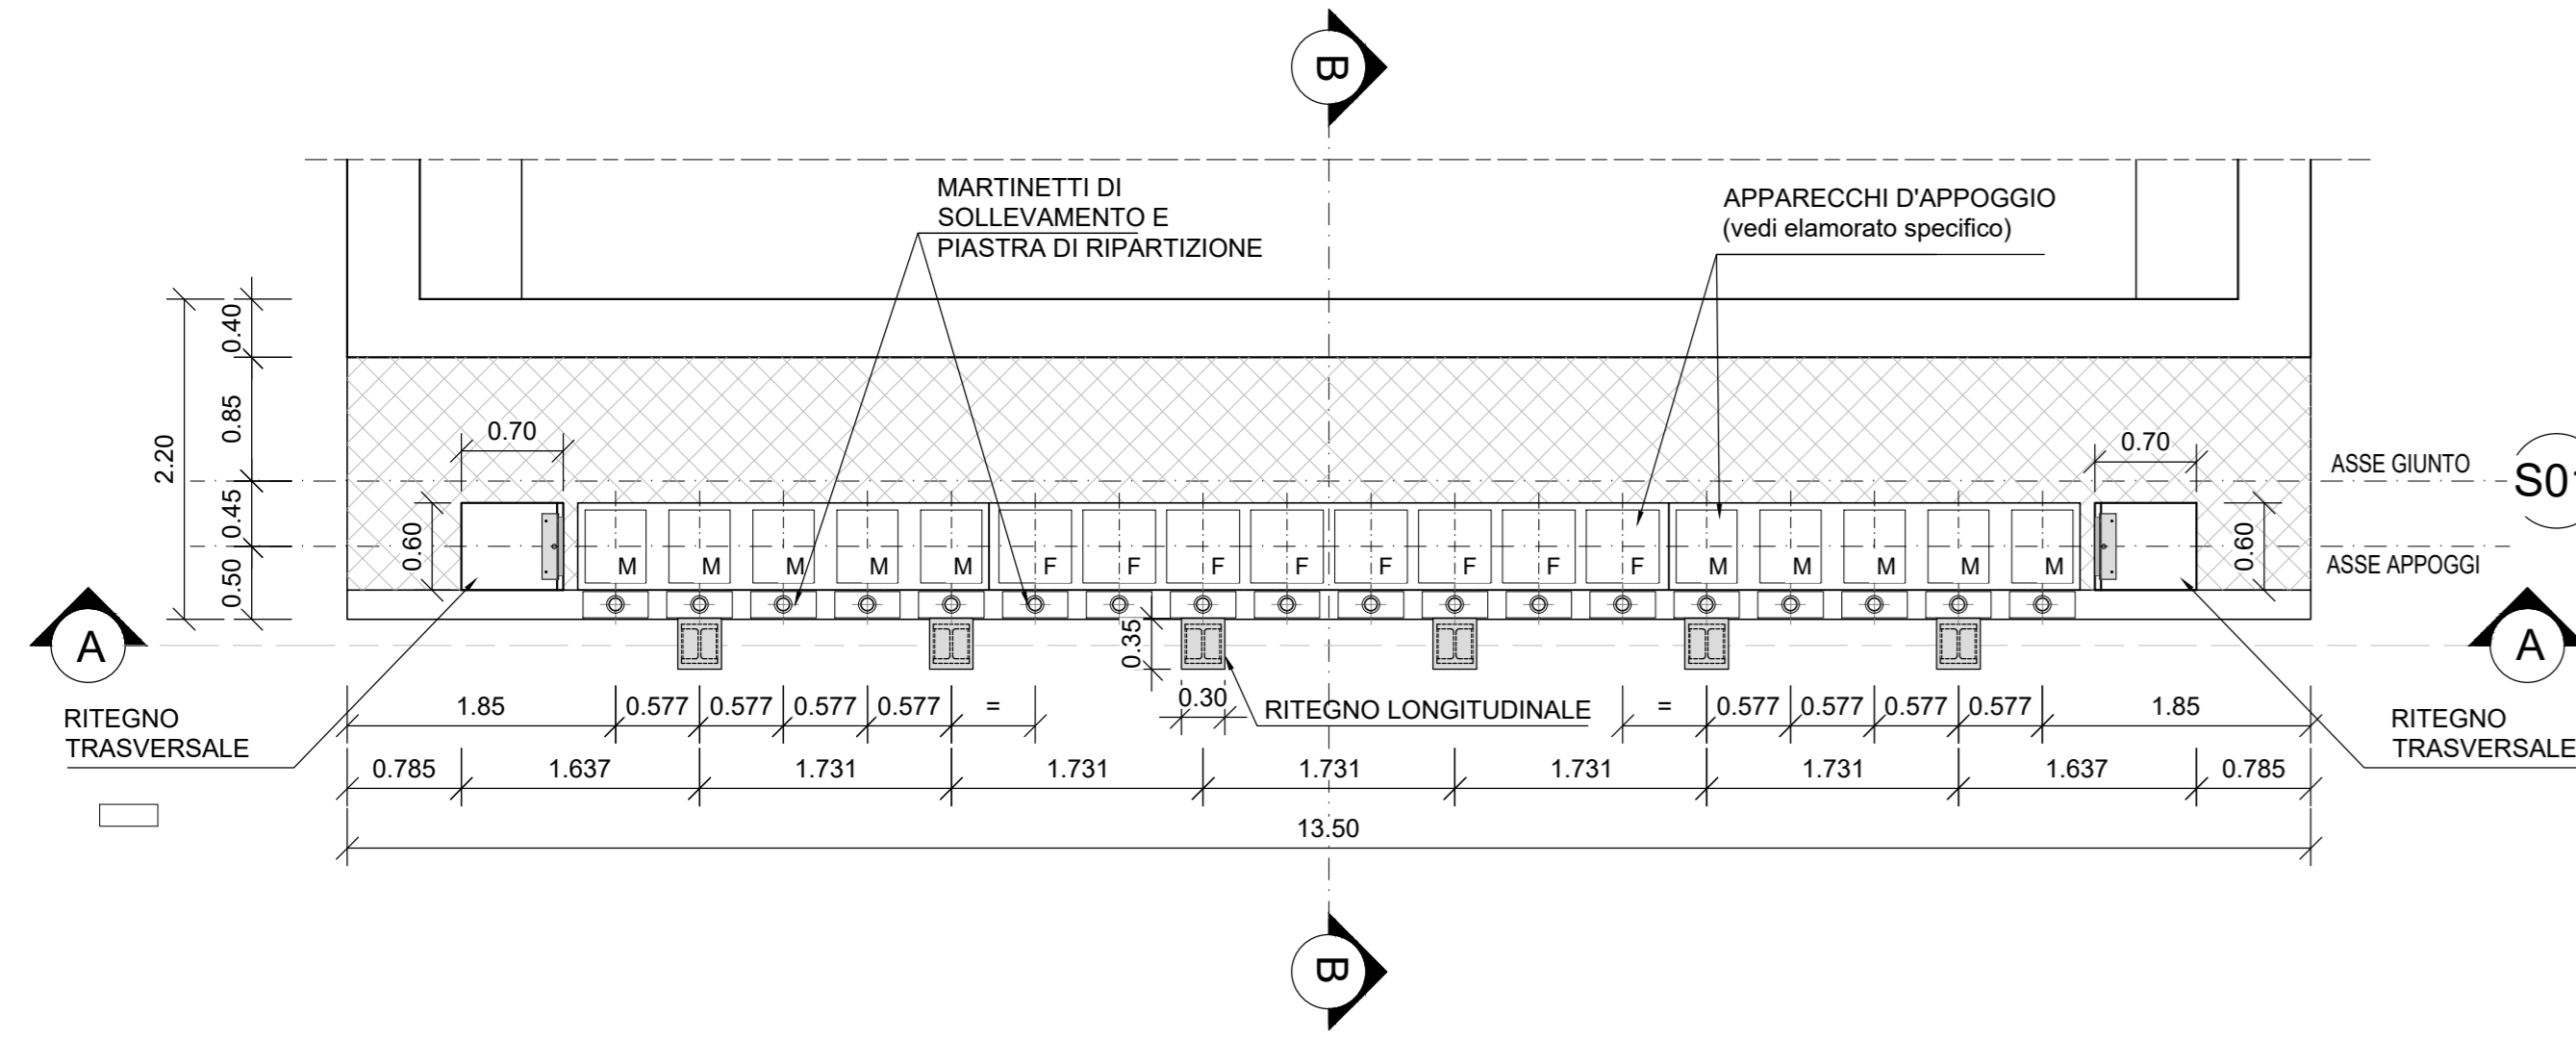 B
MARTINETTI DI
SOLLEVAMENTO E
PIASTRA DI RIPARTIZIONE
APPARECCHI D'APPOGGIO
(vedi elamorato specifico)
2.20
0.40
0.85
0.45
0.50
0.70
0.70
0.60
0.60
ASSE GIUNTO
S01
ASSE APPOGGI
M M M M M F F F F F F F F M M M M M
A
A
0.35
0.30
RITEGNO LONGITUDINALE
RITEGNO
TRASVERSALE
RITEGNO
TRASVERSALE
1.85 0.577 0.577 0.577 0.577 = = 0.577 0.577 0.577 0.577 1.85
0.785 1.637 1.731 1.731 1.731 1.731 1.731 1.637 0.785
13.50
B